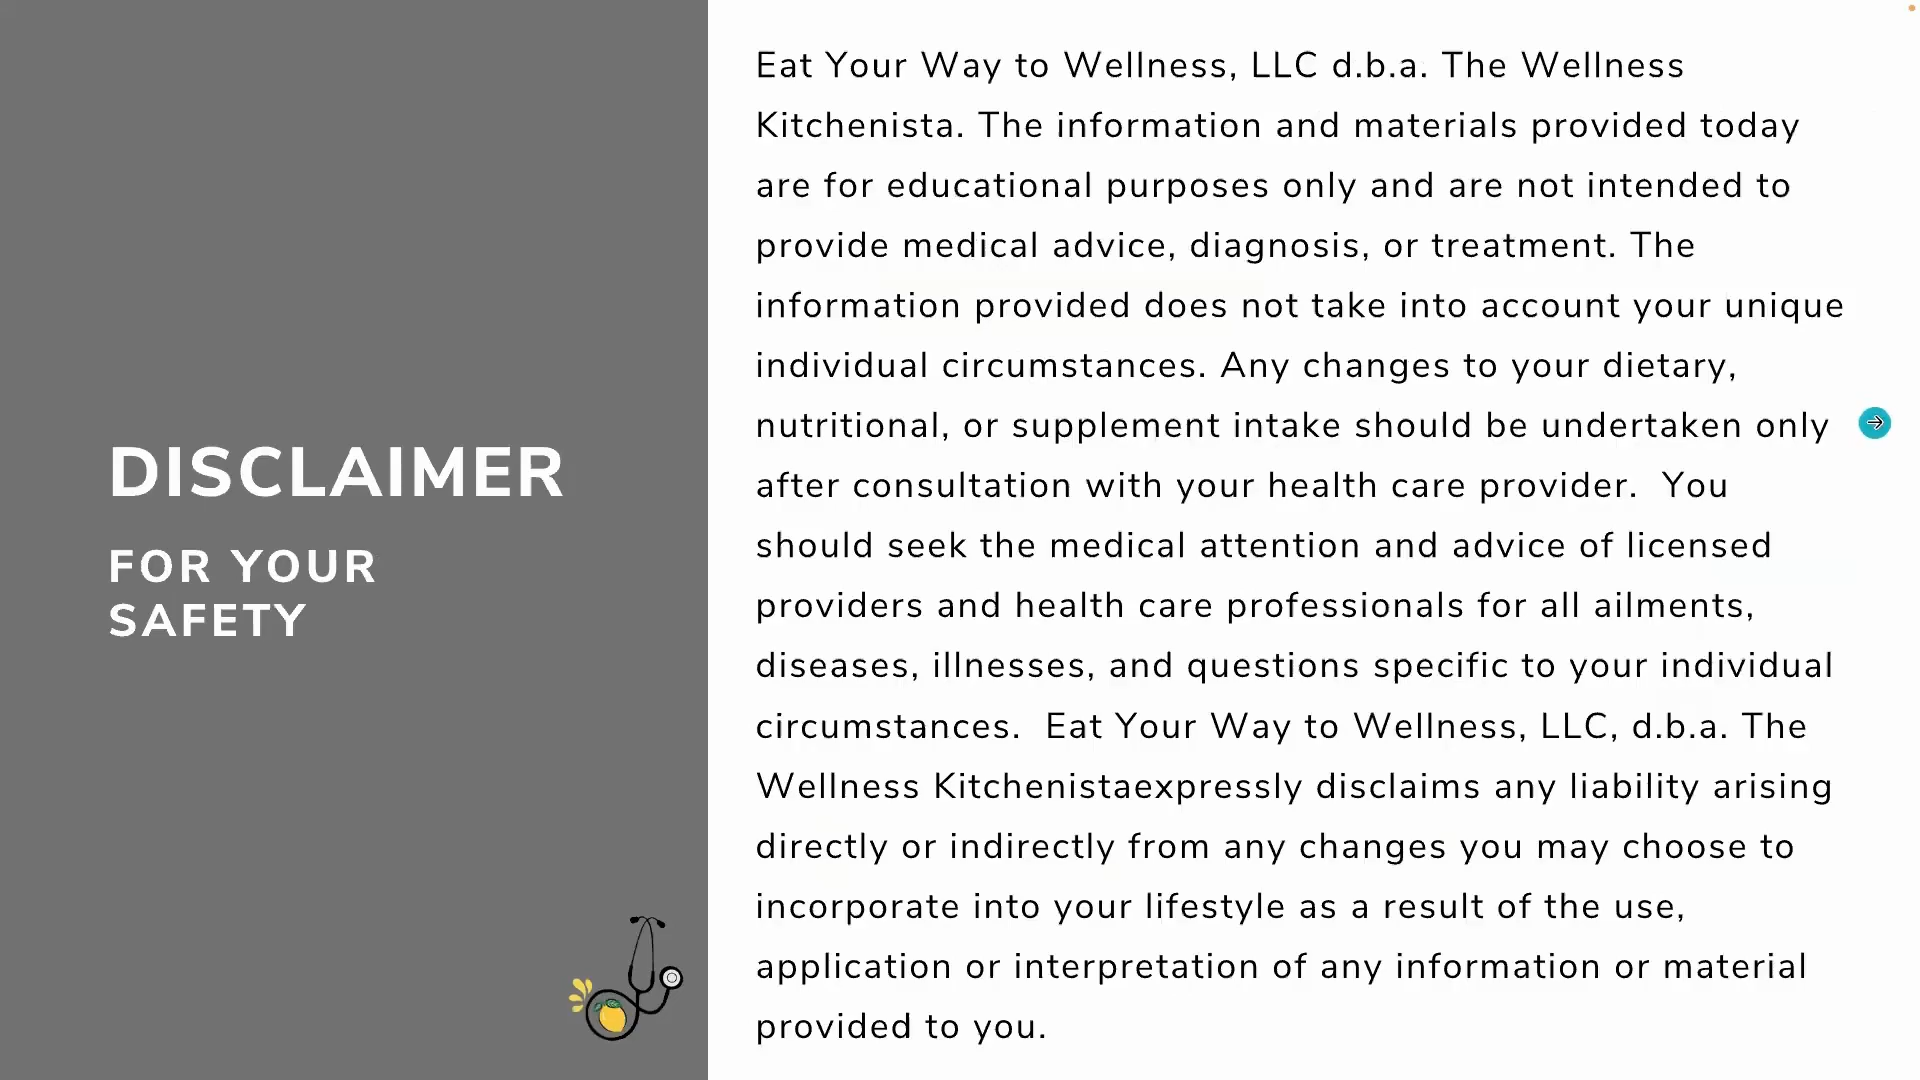 DISCLAIMER
FOR YOUR
SAFETY
Eat Your Way to Wellness, LLC d.b.a. The Wellness
Kitchenista. The information and materials provided today
are for educational purposes only and are not intended to
provide medical advice, diagnosis, or treatment. The
information provided does not take into account your unique
individual circumstances. Any changes to your dietary,
nutritional, or supplement intake should be undertaken only
after consultation with your health care provider.  You
should seek the medical attention and advice of licensed
providers and health care professionals for all ailments,
diseases, illnesses, and questions specific to your individual
circumstances.  Eat Your Way to Wellness, LLC, d.b.a. The
Wellness Kitchenistaexpressly disclaims any liability arising
directly or indirectly from any changes you may choose to
incorporate into your lifestyle as a result of the use,
application or interpretation of any information or material
provided to you.